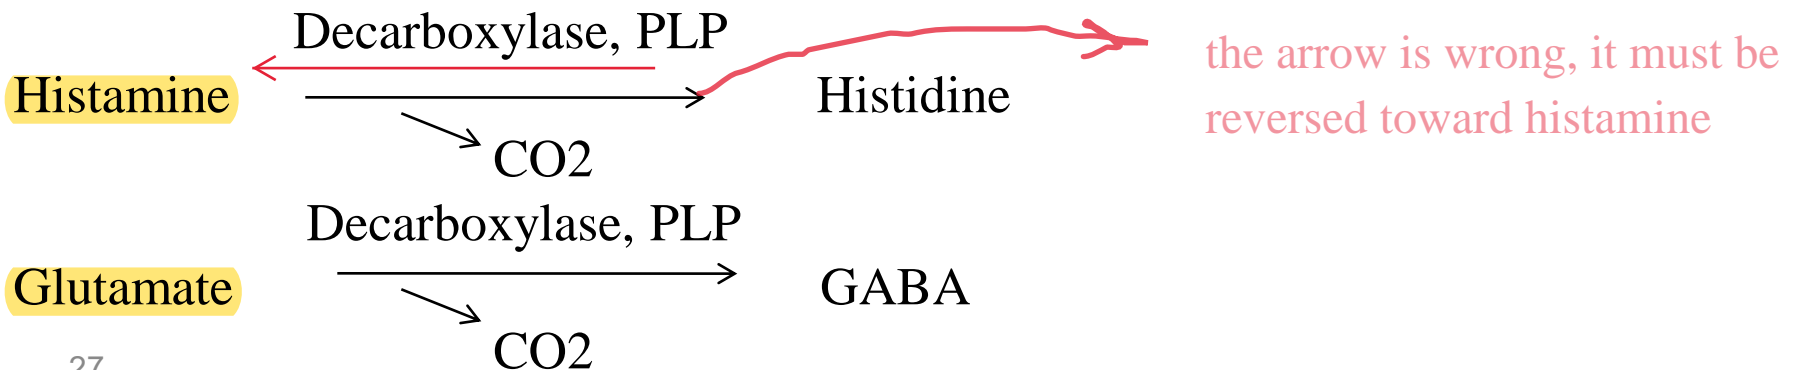 Decarboxylase, PLP
Histamine Histidine
the arrow is wrong, it must be
reversed toward histamine
CO2
Decarboxylase, PLP
Glutamate GABA
CO2
27